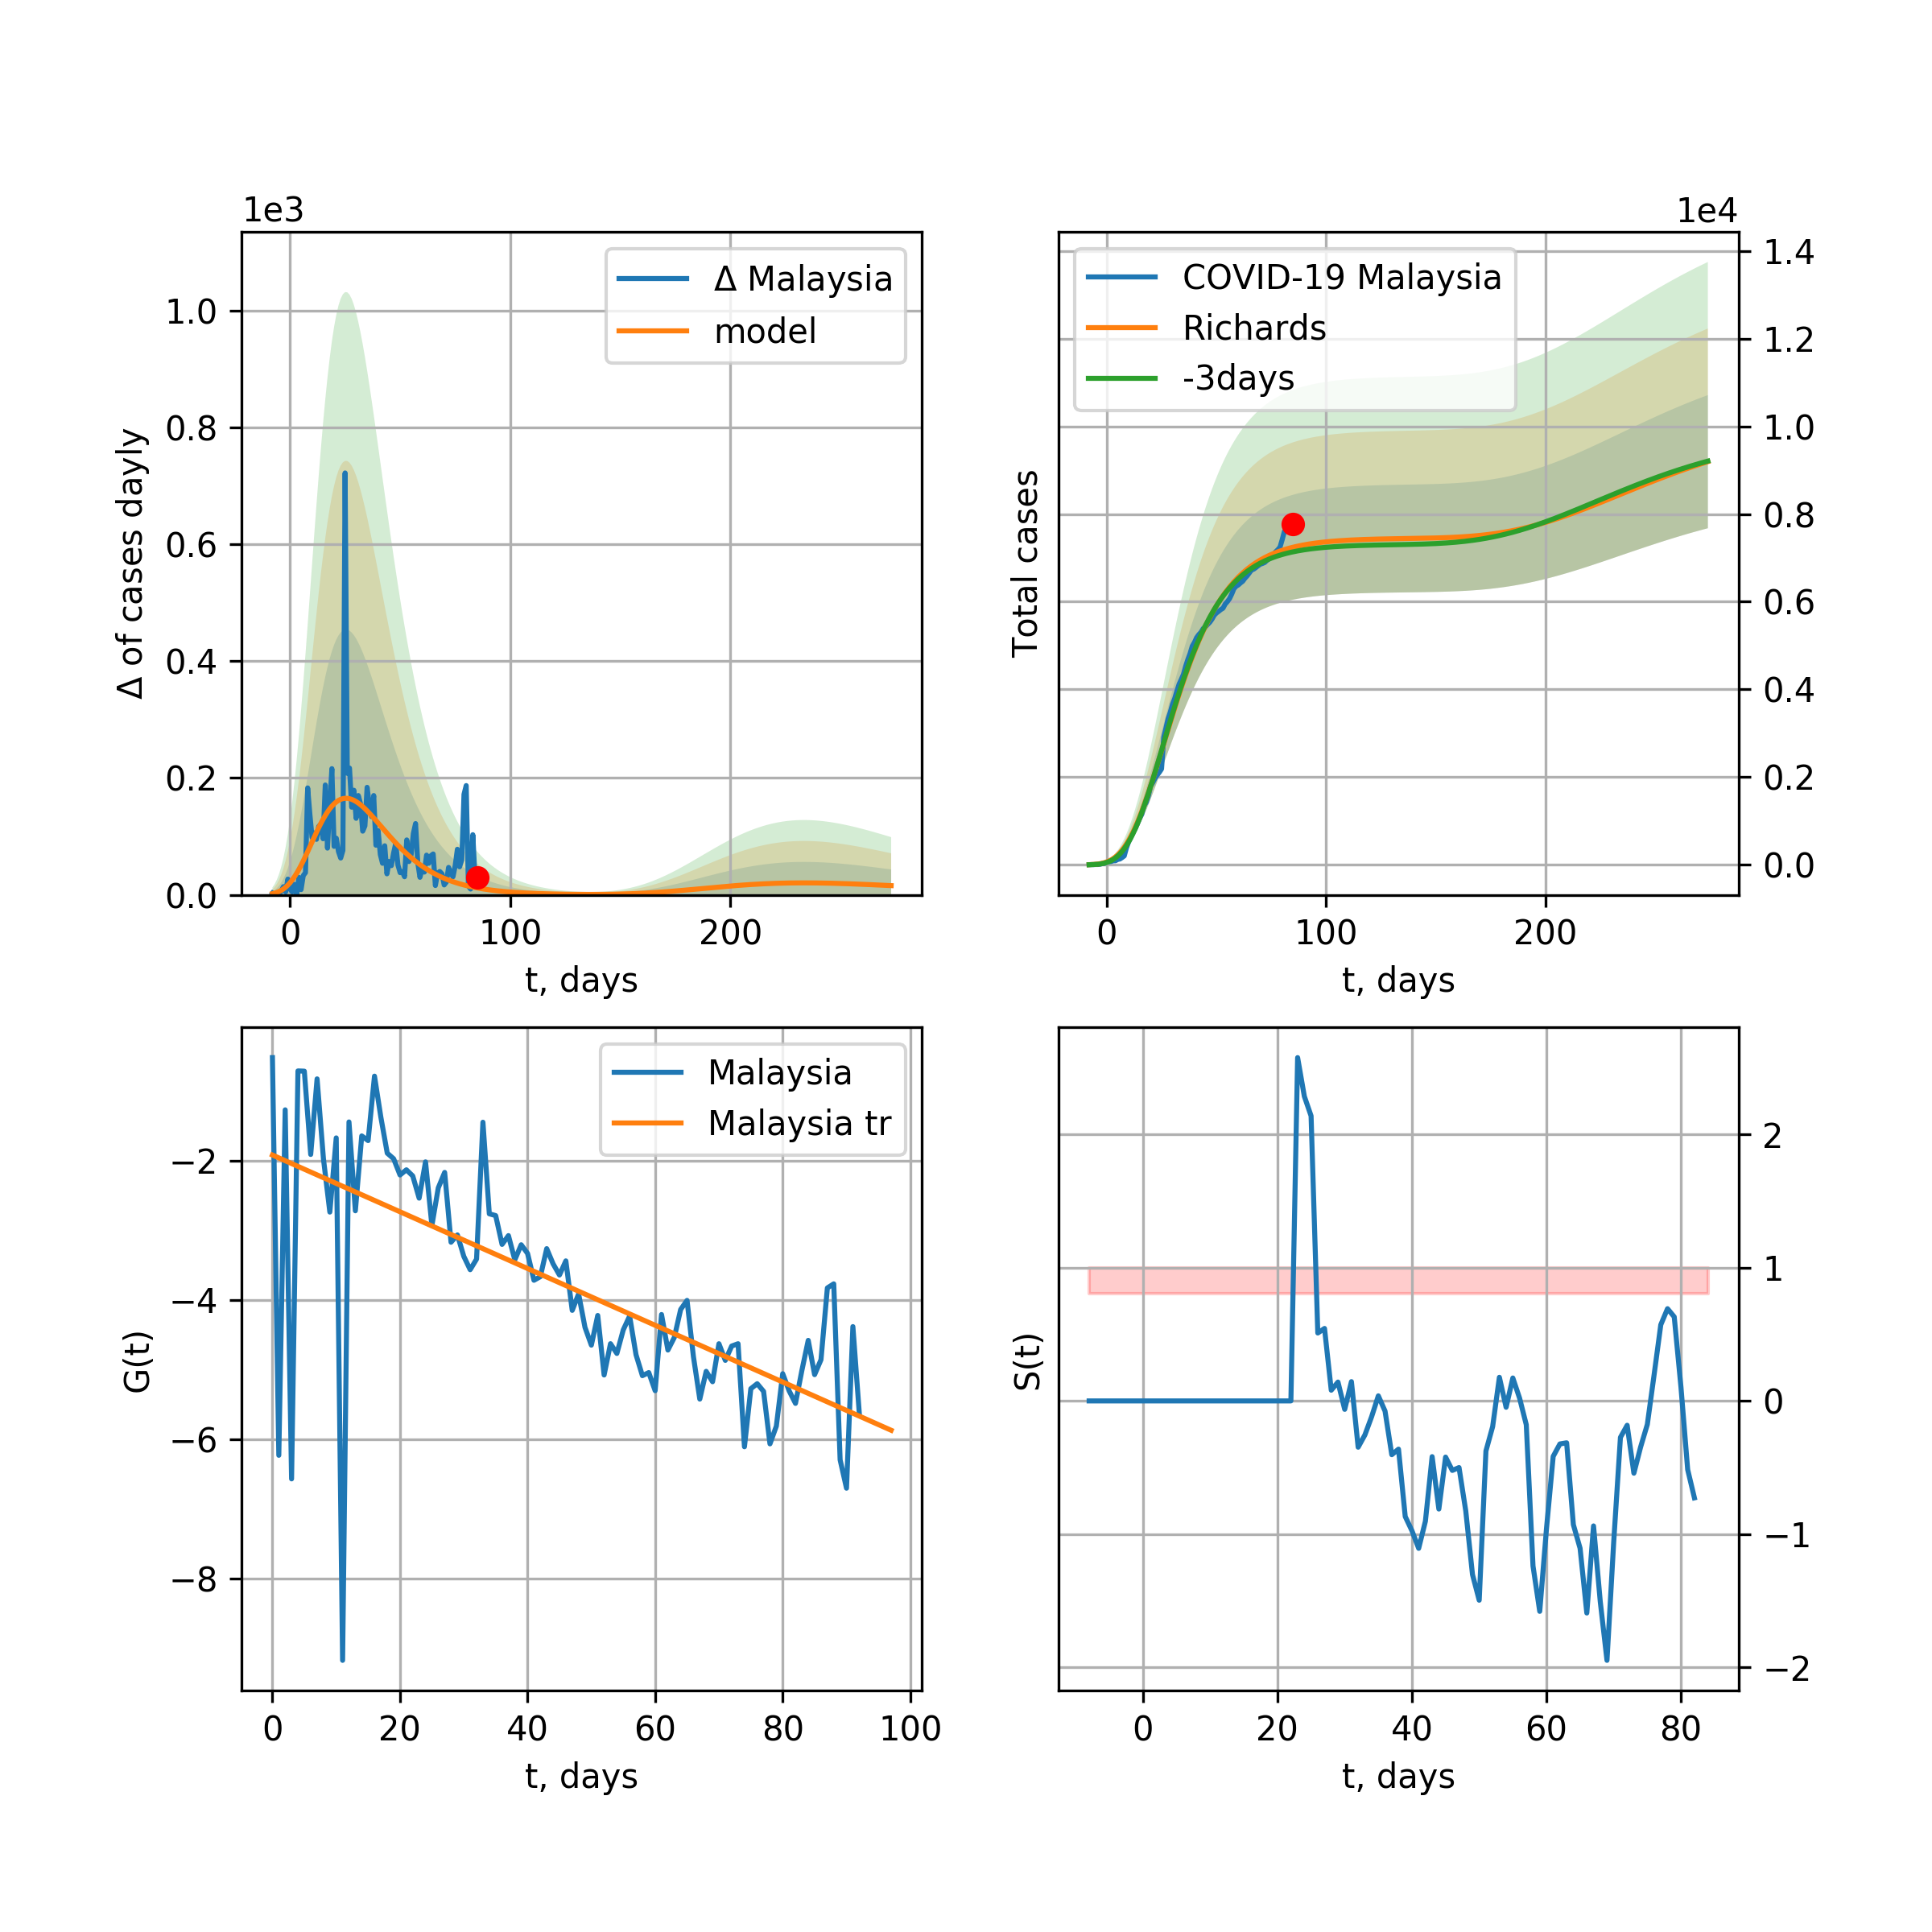 1e3
Δ of cases dayly
1.0
0.8
0.6
0.4
0.2
0.0
0 100 200
t, days
Δ Malaysia
model
1e4
Total cases
1.4
1.2
1.0
0.8
0.6
0.4
0.2
0.0
0 100 200
t, days
COVID-19 Malaysia
Richards
-3days
G(t)
−2
−4
−6
−8
0 20 40 60 80 100
t, days
Malaysia
Malaysia tr
S(t)
2
1
0
−1
−2
0 20 40 60 80
t, days